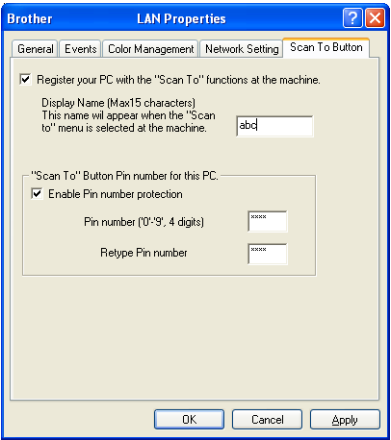 Brother LAN Properties
General Events Color Management Network Setting Scan To Button
Register your PC with the "Scan To" functions at the machine.
Display Name (Max15 characters)
This name wil appear when the "Scan
to" menu is selected at the machine.
abc
"Scan To" Button Pin number for this PC.
Enable Pin number protection
Pin number ('0'-'9', 4 digits) xxxx
Retype Pin number xxxx
OK Cancel Apply